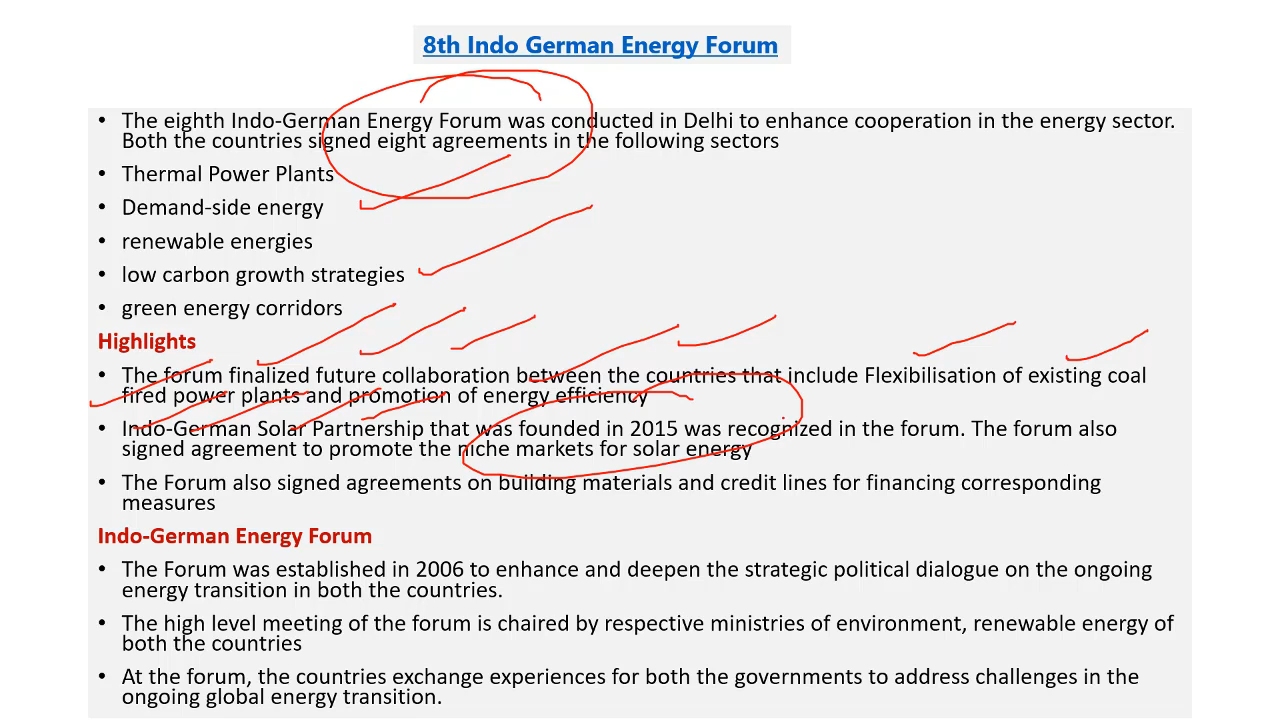 8th Indo German Energy Forum
• The eighth Indo-German Energy Forum was conducted in Delhi to enhance cooperation in the energy sector.
Both the countries signed eight agreements in the following sectors
• Thermal Power Plants
• Demand-side energy
• renewable energies
• low carbon growth strategies
• green energy corridors
Highlights
• The forum finalized future collaboration between the countries that include Flexibilisation of existing coal
fired power plants and promotion of energy efficiency
• Indo-German Solar Partnership that was founded in 2015 was recognized in the forum. The forum also
signed agreement to promote the niche markets for solar energy
• The Forum also signed agreements on building materials and credit lines for financing corresponding
measures
Indo-German Energy Forum
• The Forum was established in 2006 to enhance and deepen the strategic political dialogue on the ongoing
energy transition in both the countries.
• The high level meeting of the forum is chaired by respective ministries of environment, renewable energy of
both the countries
• At the forum, the countries exchange experiences for both the governments to address challenges in the
ongoing global energy transition.